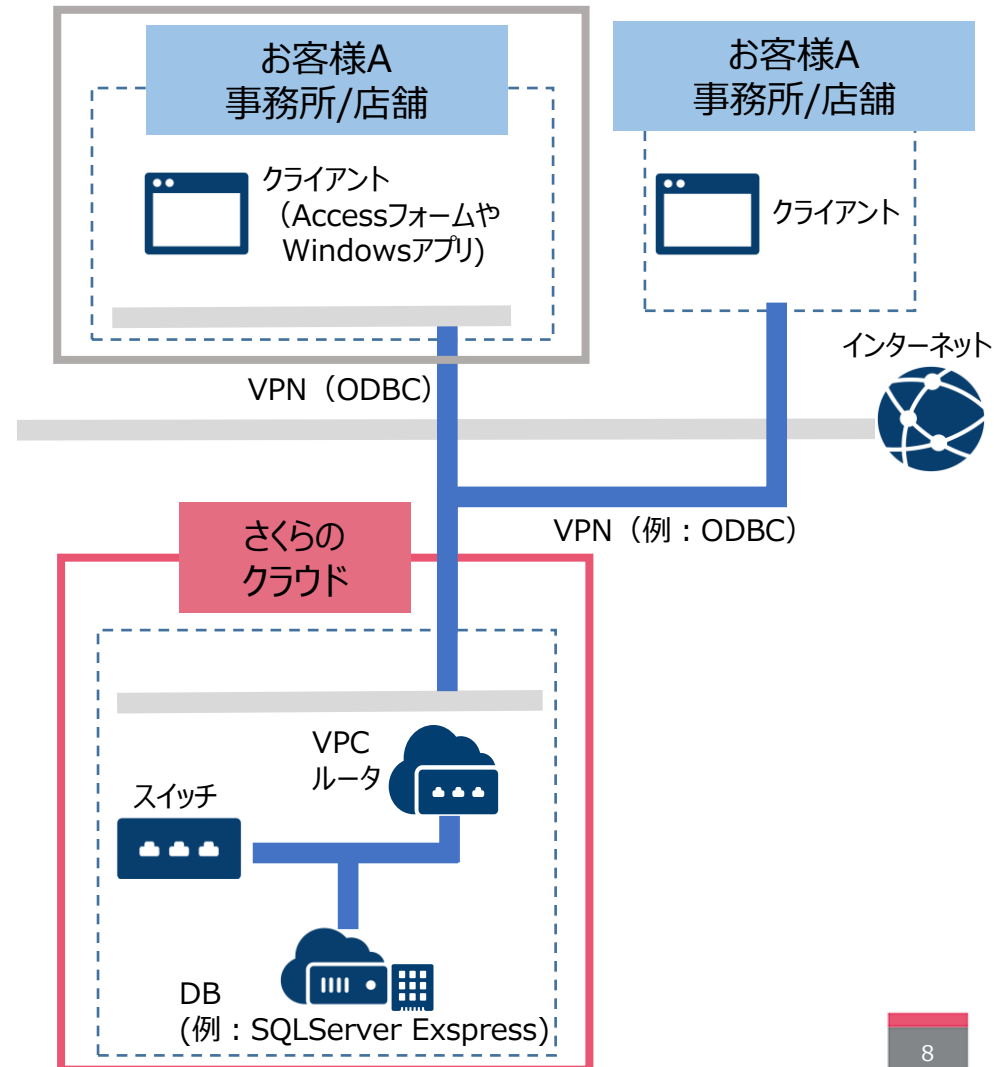 お客様A
事務所/店舗
お客様A
事務所/店舗
クライアント
（Accessフォームや
Windowsアプリ)
クライアント
インターネット
VPN（ODBC）
VPN（例：ODBC）
さくらの
クラウド
VPC
ルータ
スイッチ
DB
(例：SQLServer Exspress)
8